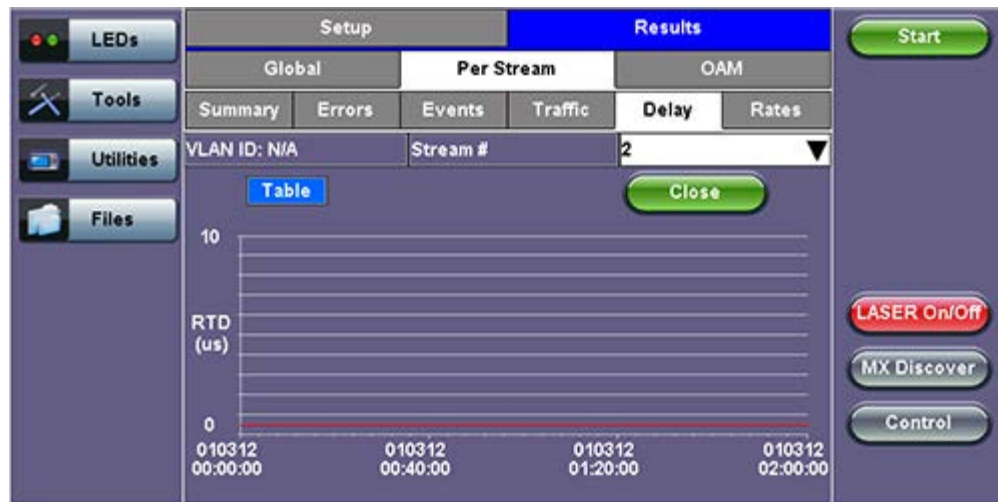 LEDs
Tools
Utilities
Files
Setup Results
Global Per Stream OAM
Summary Errors Events Traffic Delay Rates
VLAN ID: N/A Stream # 2
Table Close
10
RTD
(us)
0
010312 010312 010312 010312
00:00:00 00:40:00 01:20:00 02:00:00
Start
LASER On/Off
MX Discover
Control